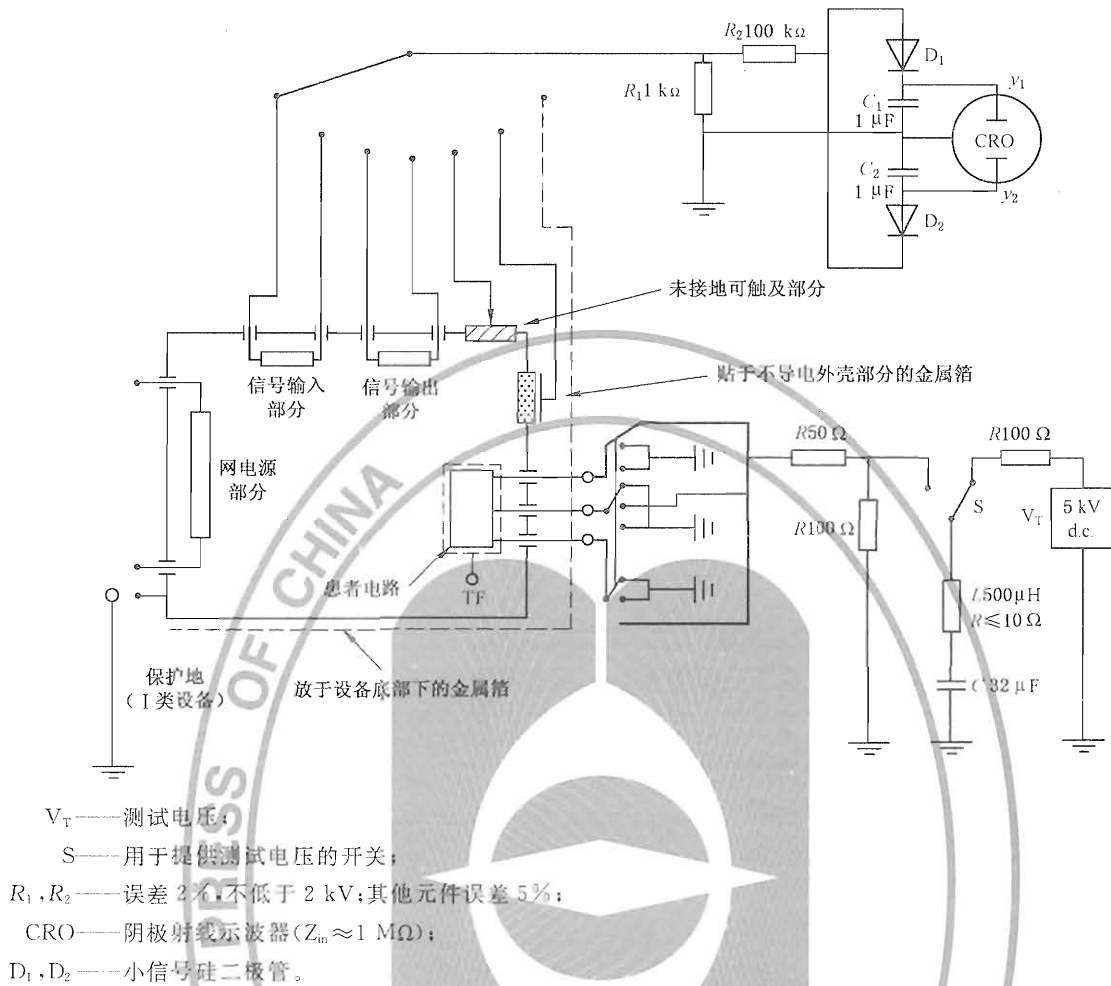 R₂100 kΩ
D₁
R₁1 kΩ
C₁
1 μF
y₁
CRO
C₂
1 μF
y₂
D₂
未接地可触及部分
信号输入
部分
信号输出
部分
贴于不导电外壳部分的金属箔
网电源
部分
R50 Ω
R100 Ω
S
V_T
5 kV
d.c.
R100 Ω
患者电路
TF
L500μH
R≤10 Ω
C32 μF
保护地
(Ⅰ类设备)
放于设备底部下的金属箔
V_T——测试电压;
S——用于提供测试电压的开关;
R₁,R₂——误差 2%,不低于 2 kV;其他元件误差 5%;
CRO——阴极射线示波器(Z_in≈1 MΩ);
D₁,D₂——小信号硅二极管。
PRESS OF CHINA